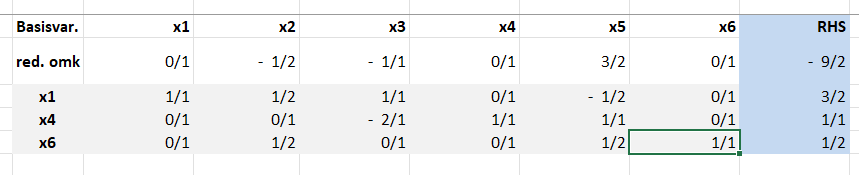 Basisvar. x1 x2 x3 x4 x5 x6 RHS
red. omk 0/1 - 1/2 - 1/1 0/1 3/2 0/1 - 9/2
x1 1/1 1/2 1/1 0/1 - 1/2 0/1 3/2
x4 0/1 0/1 - 2/1 1/1 1/1 0/1 1/1
x6 0/1 1/2 0/1 0/1 1/2 1/1 1/2